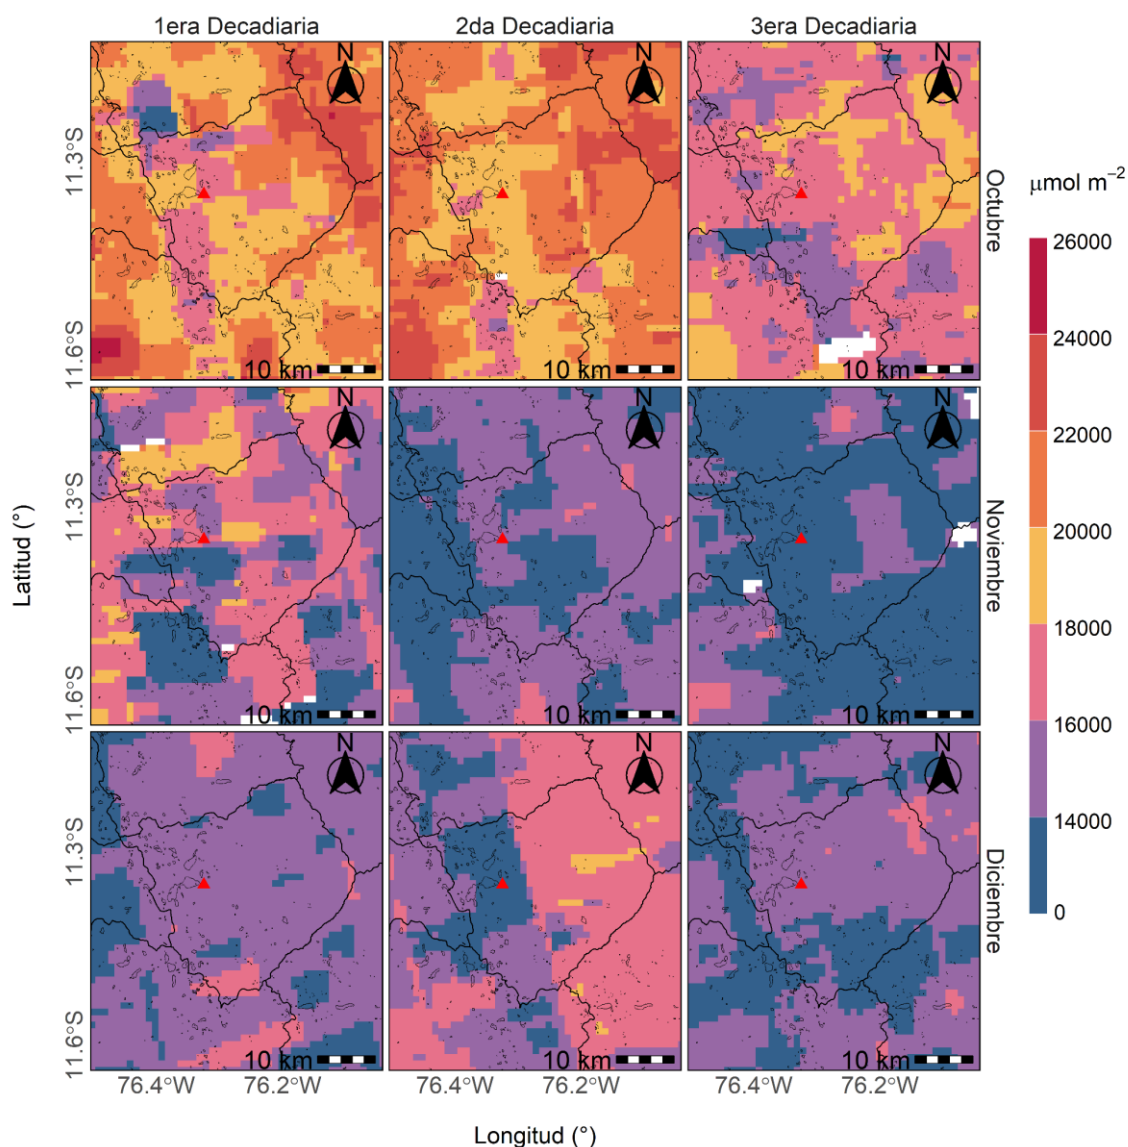 1era Decadiaria
2da Decadiaria
3era Decadiaria
N
N
N
11.3°S
11.6°S
10 km
10 km
10 km
Octubre
N
N
N
11.3°S
11.6°S
10 km
10 km
10 km
Noviembre
N
N
N
11.3°S
11.6°S
10 km
10 km
10 km
Diciembre
76.4°W
76.2°W
76.4°W
76.2°W
76.4°W
76.2°W
Latitud (°)
Longitud (°)
μmol m⁻²
26000
24000
22000
20000
18000
16000
14000
0